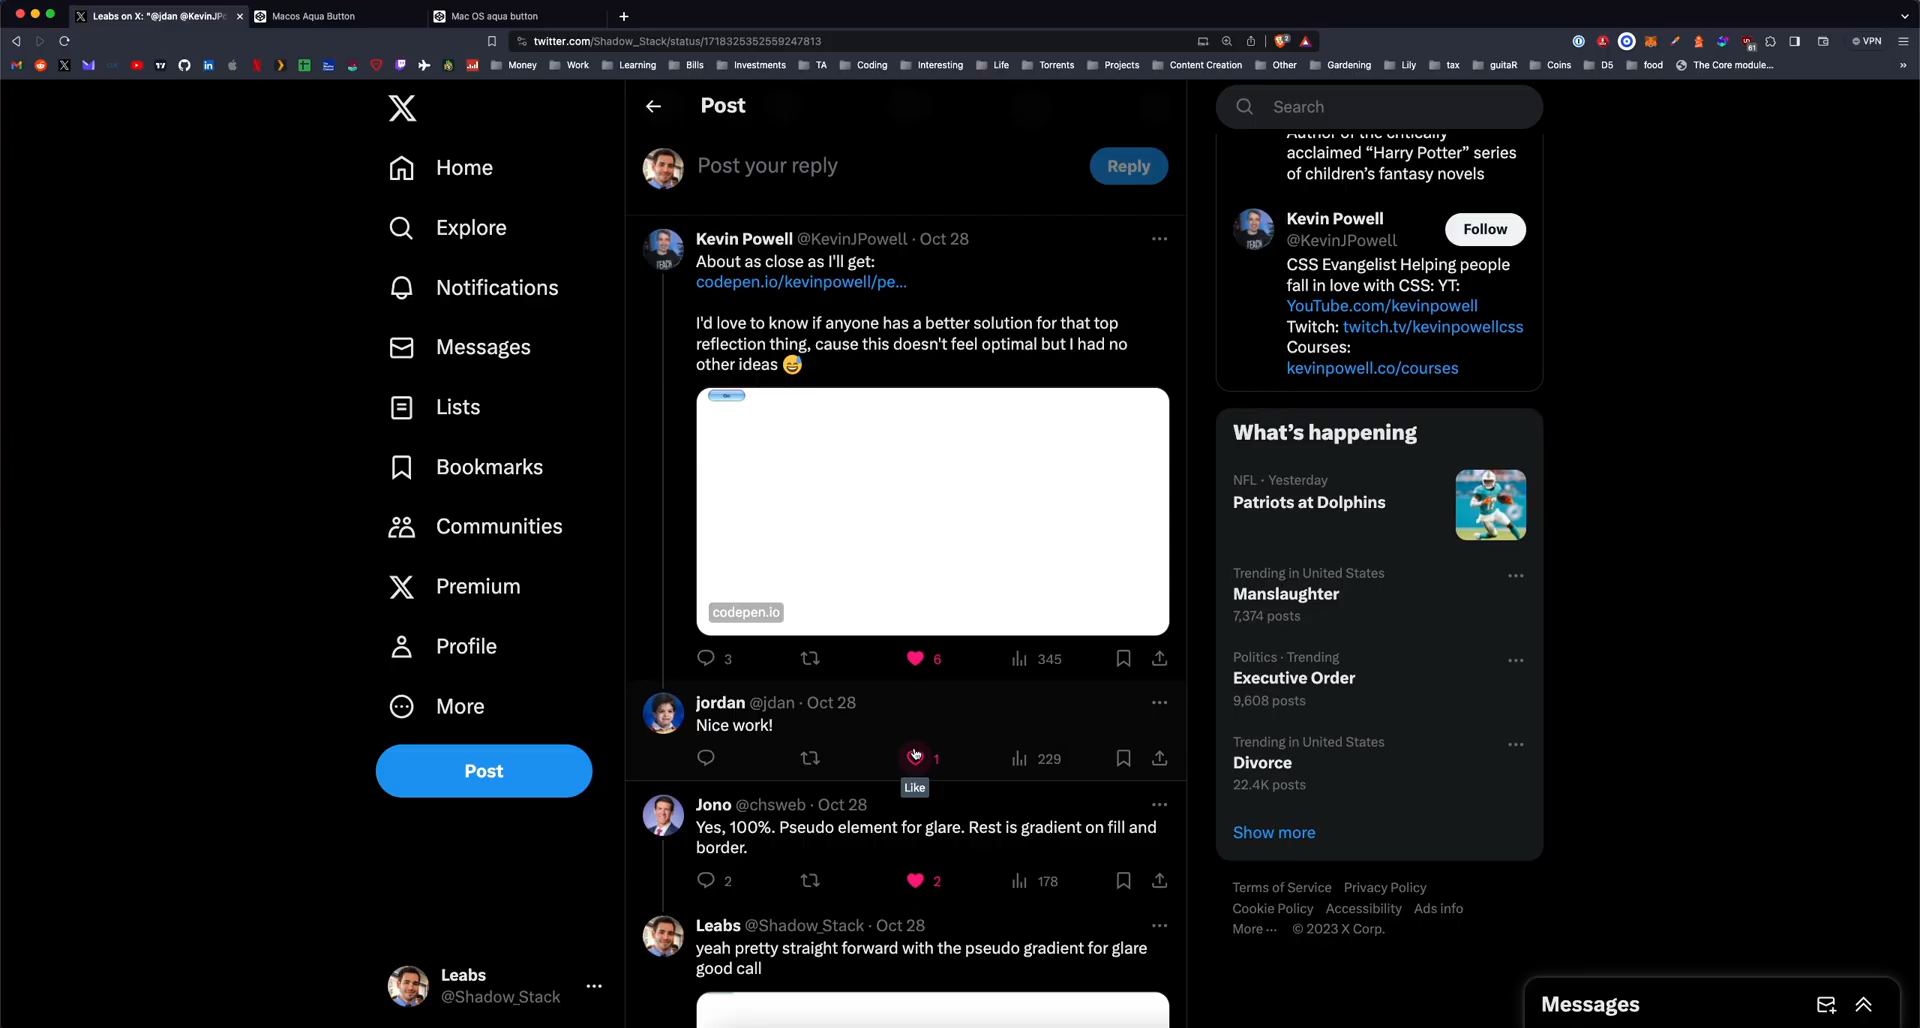 Leabs on X: "@jdan @KevinJPo
Macos Aqua Button
Mac OS aqua button
twitter.com/Shadow_Stack/status/1718325352559247813
VPN
Money
Work
Learning
Bills
Investments
TA
Coding
Interesting
Life
Torrents
Projects
Content Creation
Other
Gardening
Lily
tax
guitaR
Coins
D5
food
The Core module...
Home
Explore
Notifications
Messages
Lists
Bookmarks
Communities
Premium
Profile
More
Post
Leabs
@Shadow_Stack
Post
Post your reply
Reply
Kevin Powell @KevinJPowell · Oct 28
About as close as I'll get:
codepen.io/kevinpowell/pe...
I'd love to know if anyone has a better solution for that top
reflection thing, cause this doesn't feel optimal but I had no
other ideas 😅
codepen.io
3
6
345
jordan @jdan · Oct 28
Nice work!
1
229
Like
Jono @chsweb · Oct 28
Yes, 100%. Pseudo element for glare. Rest is gradient on fill and
border.
2
2
178
Leabs @Shadow_Stack · Oct 28
yeah pretty straight forward with the pseudo gradient for glare
good call
Search
Author of the critically
acclaimed “Harry Potter” series
of children’s fantasy novels
Kevin Powell
@KevinJPowell
Follow
CSS Evangelist Helping people
fall in love with CSS: YT:
YouTube.com/kevinpowell
Twitch: twitch.tv/kevinpowellcss
Courses:
kevinpowell.co/courses
What’s happening
NFL · Yesterday
Patriots at Dolphins
Trending in United States
Manslaughter
7,374 posts
Politics · Trending
Executive Order
9,608 posts
Trending in United States
Divorce
22.4K posts
Show more
Terms of Service Privacy Policy
Cookie Policy Accessibility Ads info
More ··· © 2023 X Corp.
Messages